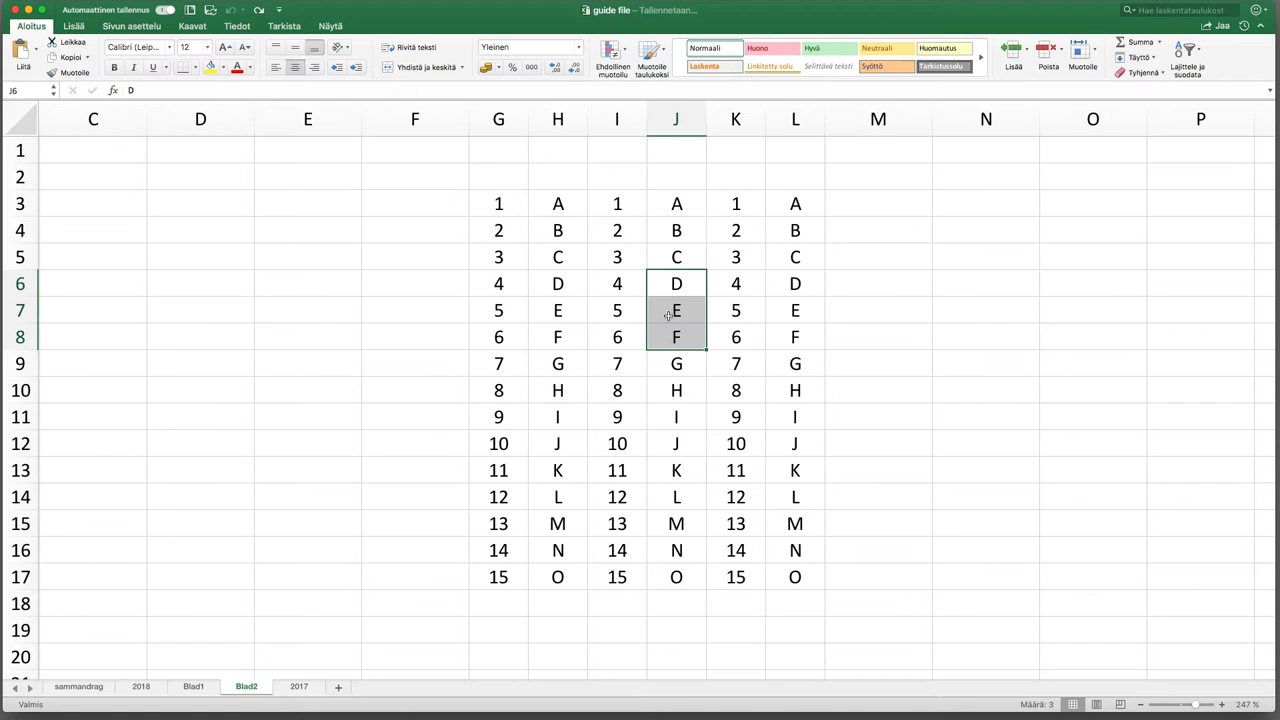 Automaattinen tallennus
guide file – Tallennetaan...
Hae laskentataulukosta
Aloitus Lisää Sivun asettelu Kaavat Tiedot Tarkista Näytä Jaa
Liitä
Leikkaa
Kopioi
Muotoile
Calibri (Leip... 12
B I U
Rivitä teksti
Yhdistä ja keskitä
Yleinen
% 000
Ehdollinen muotoilu
Muotoile taulukoksi
Normaali Huono Hyvä Neutraali Huomautus
Laskenta Linkitetty solu Selittävä teksti Syöttö Tarkistussolu
Lisää Poista Muotoile
Summa
Täyttö
Tyhjennä
Lajittele ja suodata
J6 fx D
C D E F G H I J K L M N O P
1
2
3 1 A 1 A 1 A
4 2 B 2 B 2 B
5 3 C 3 C 3 C
6 4 D 4 D 4 D
7 5 E 5 E 5 E
8 6 F 6 F 6 F
9 7 G 7 G 7 G
10 8 H 8 H 8 H
11 9 I 9 I 9 I
12 10 J 10 J 10 J
13 11 K 11 K 11 K
14 12 L 12 L 12 L
15 13 M 13 M 13 M
16 14 N 14 N 14 N
17 15 O 15 O 15 O
18
19
20
sammandrag 2018 Blad1 Blad2 2017 +
Valmis Määrä: 3 247 %